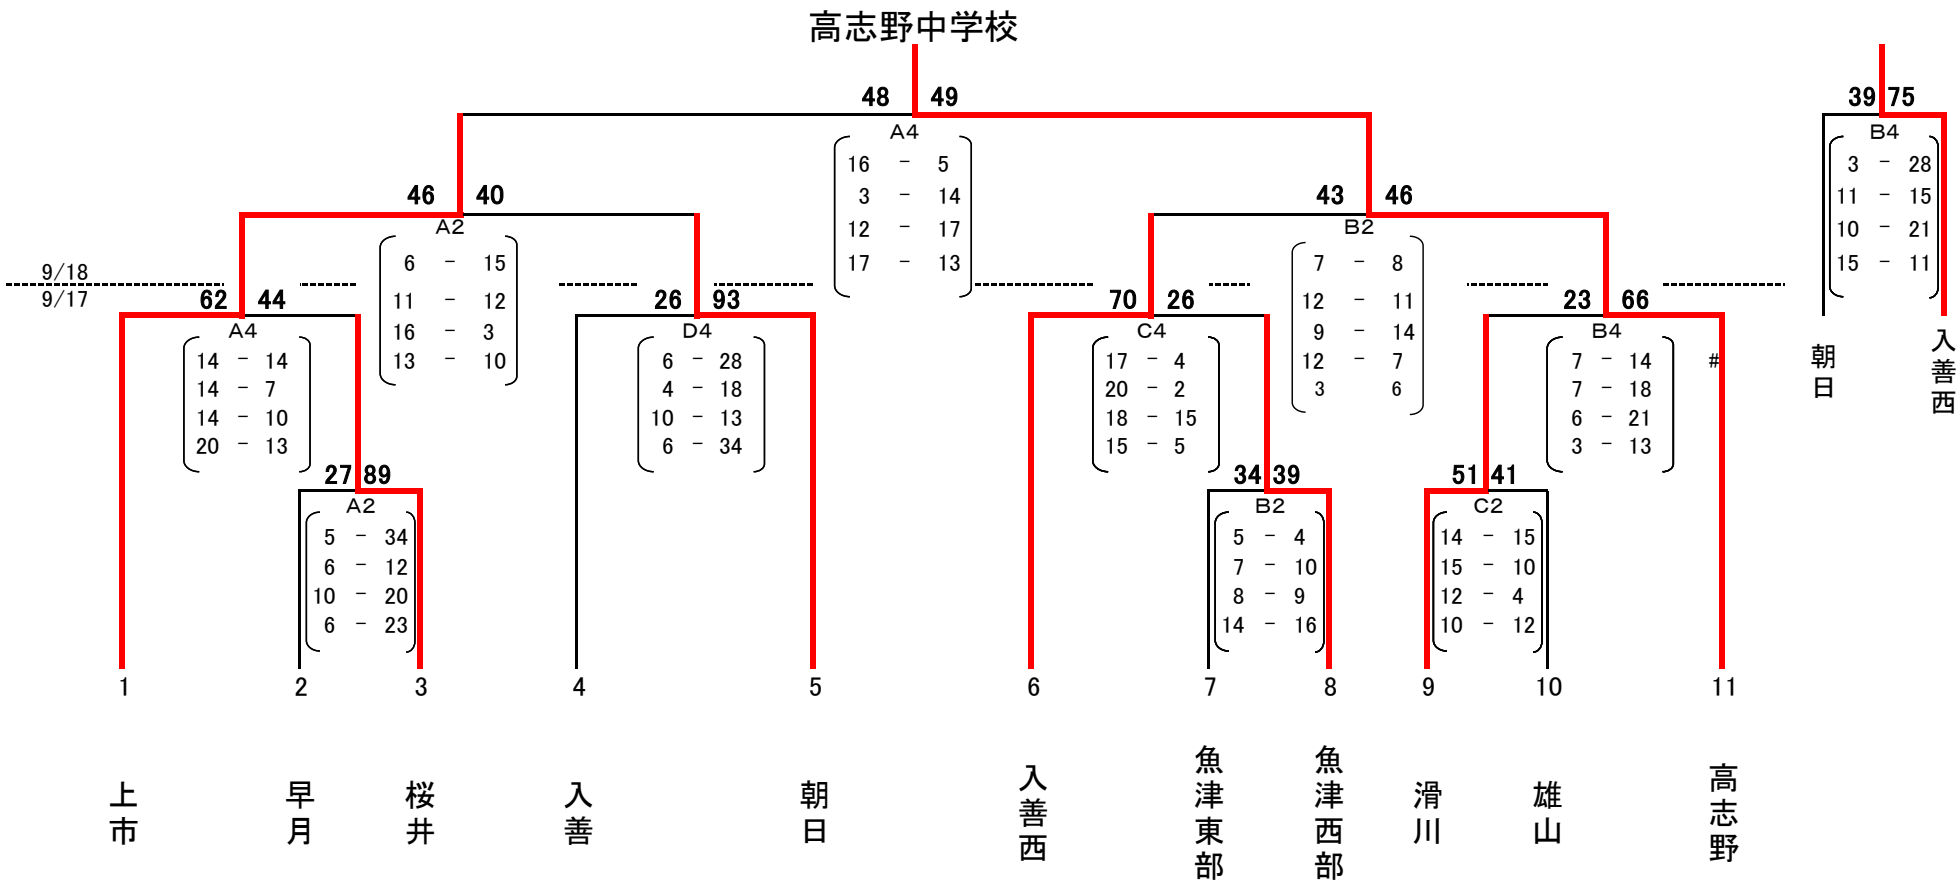 高志野中学校
48 49
39 75
A4
16 - 5
3 - 14
12 - 17
17 - 13
B4
3 - 28
11 - 15
10 - 21
15 - 11
46 40
A2
6 - 15
11 - 12
16 - 3
13 - 10
43 46
B2
7 - 8
12 - 11
9 - 14
12 - 7
3 6
9/18
9/17
62 44
A4
14 - 14
14 - 7
14 - 10
20 - 13
26 93
D4
6 - 28
4 - 18
10 - 13
6 - 34
70 26
C4
17 - 4
20 - 2
18 - 15
15 - 5
23 66
B4
7 - 14
7 - 18
6 - 21
3 - 13
#
朝日
入善西
27 89
A2
5 - 34
6 - 12
10 - 20
6 - 23
34 39
B2
5 - 4
7 - 10
8 - 9
14 - 16
51 41
C2
14 - 15
15 - 10
12 - 4
10 - 12
1 2 3 4 5 6 7 8 9 10 11
上市
早月
桜井
入善
朝日
入善西
魚津東部
魚津西部
滑川
雄山
高志野